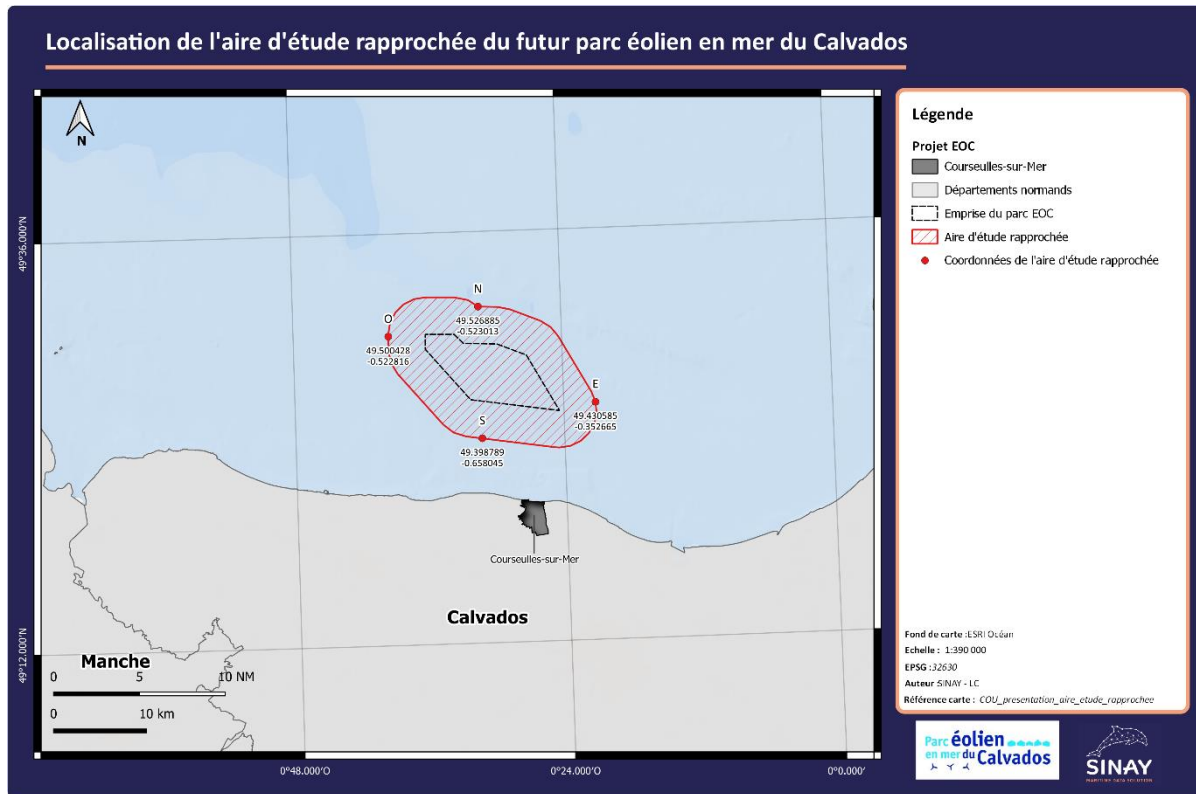 Localisation de l'aire d'étude rapprochée du futur parc éolien en mer du Calvados
N
49°36.000'N
49°12.000'N
N
49.526885
-0.523013
O
49.500428
-0.522816
E
49.430585
-0.352665
S
49.398789
-0.658045
Courseulles-sur-Mer
Calvados
Manche
0 5 10 NM
0 10 km
0°48.000'O
0°24.000'O
0°0.000'
Légende
Projet EOC
Courseulles-sur-Mer
Départements normands
Emprise du parc EOC
Aire d'étude rapprochée
Coordonnées de l'aire d'étude rapprochée
Fond de carte :ESRI Océan
Echelle : 1:390 000
EPSG :32630
Auteur :SINAY - LC
Référence carte : COU_presentation_aire_etude_rapprochee
Parc éolien
en mer du Calvados
SINAY
MARITIME DATA SOLUTION